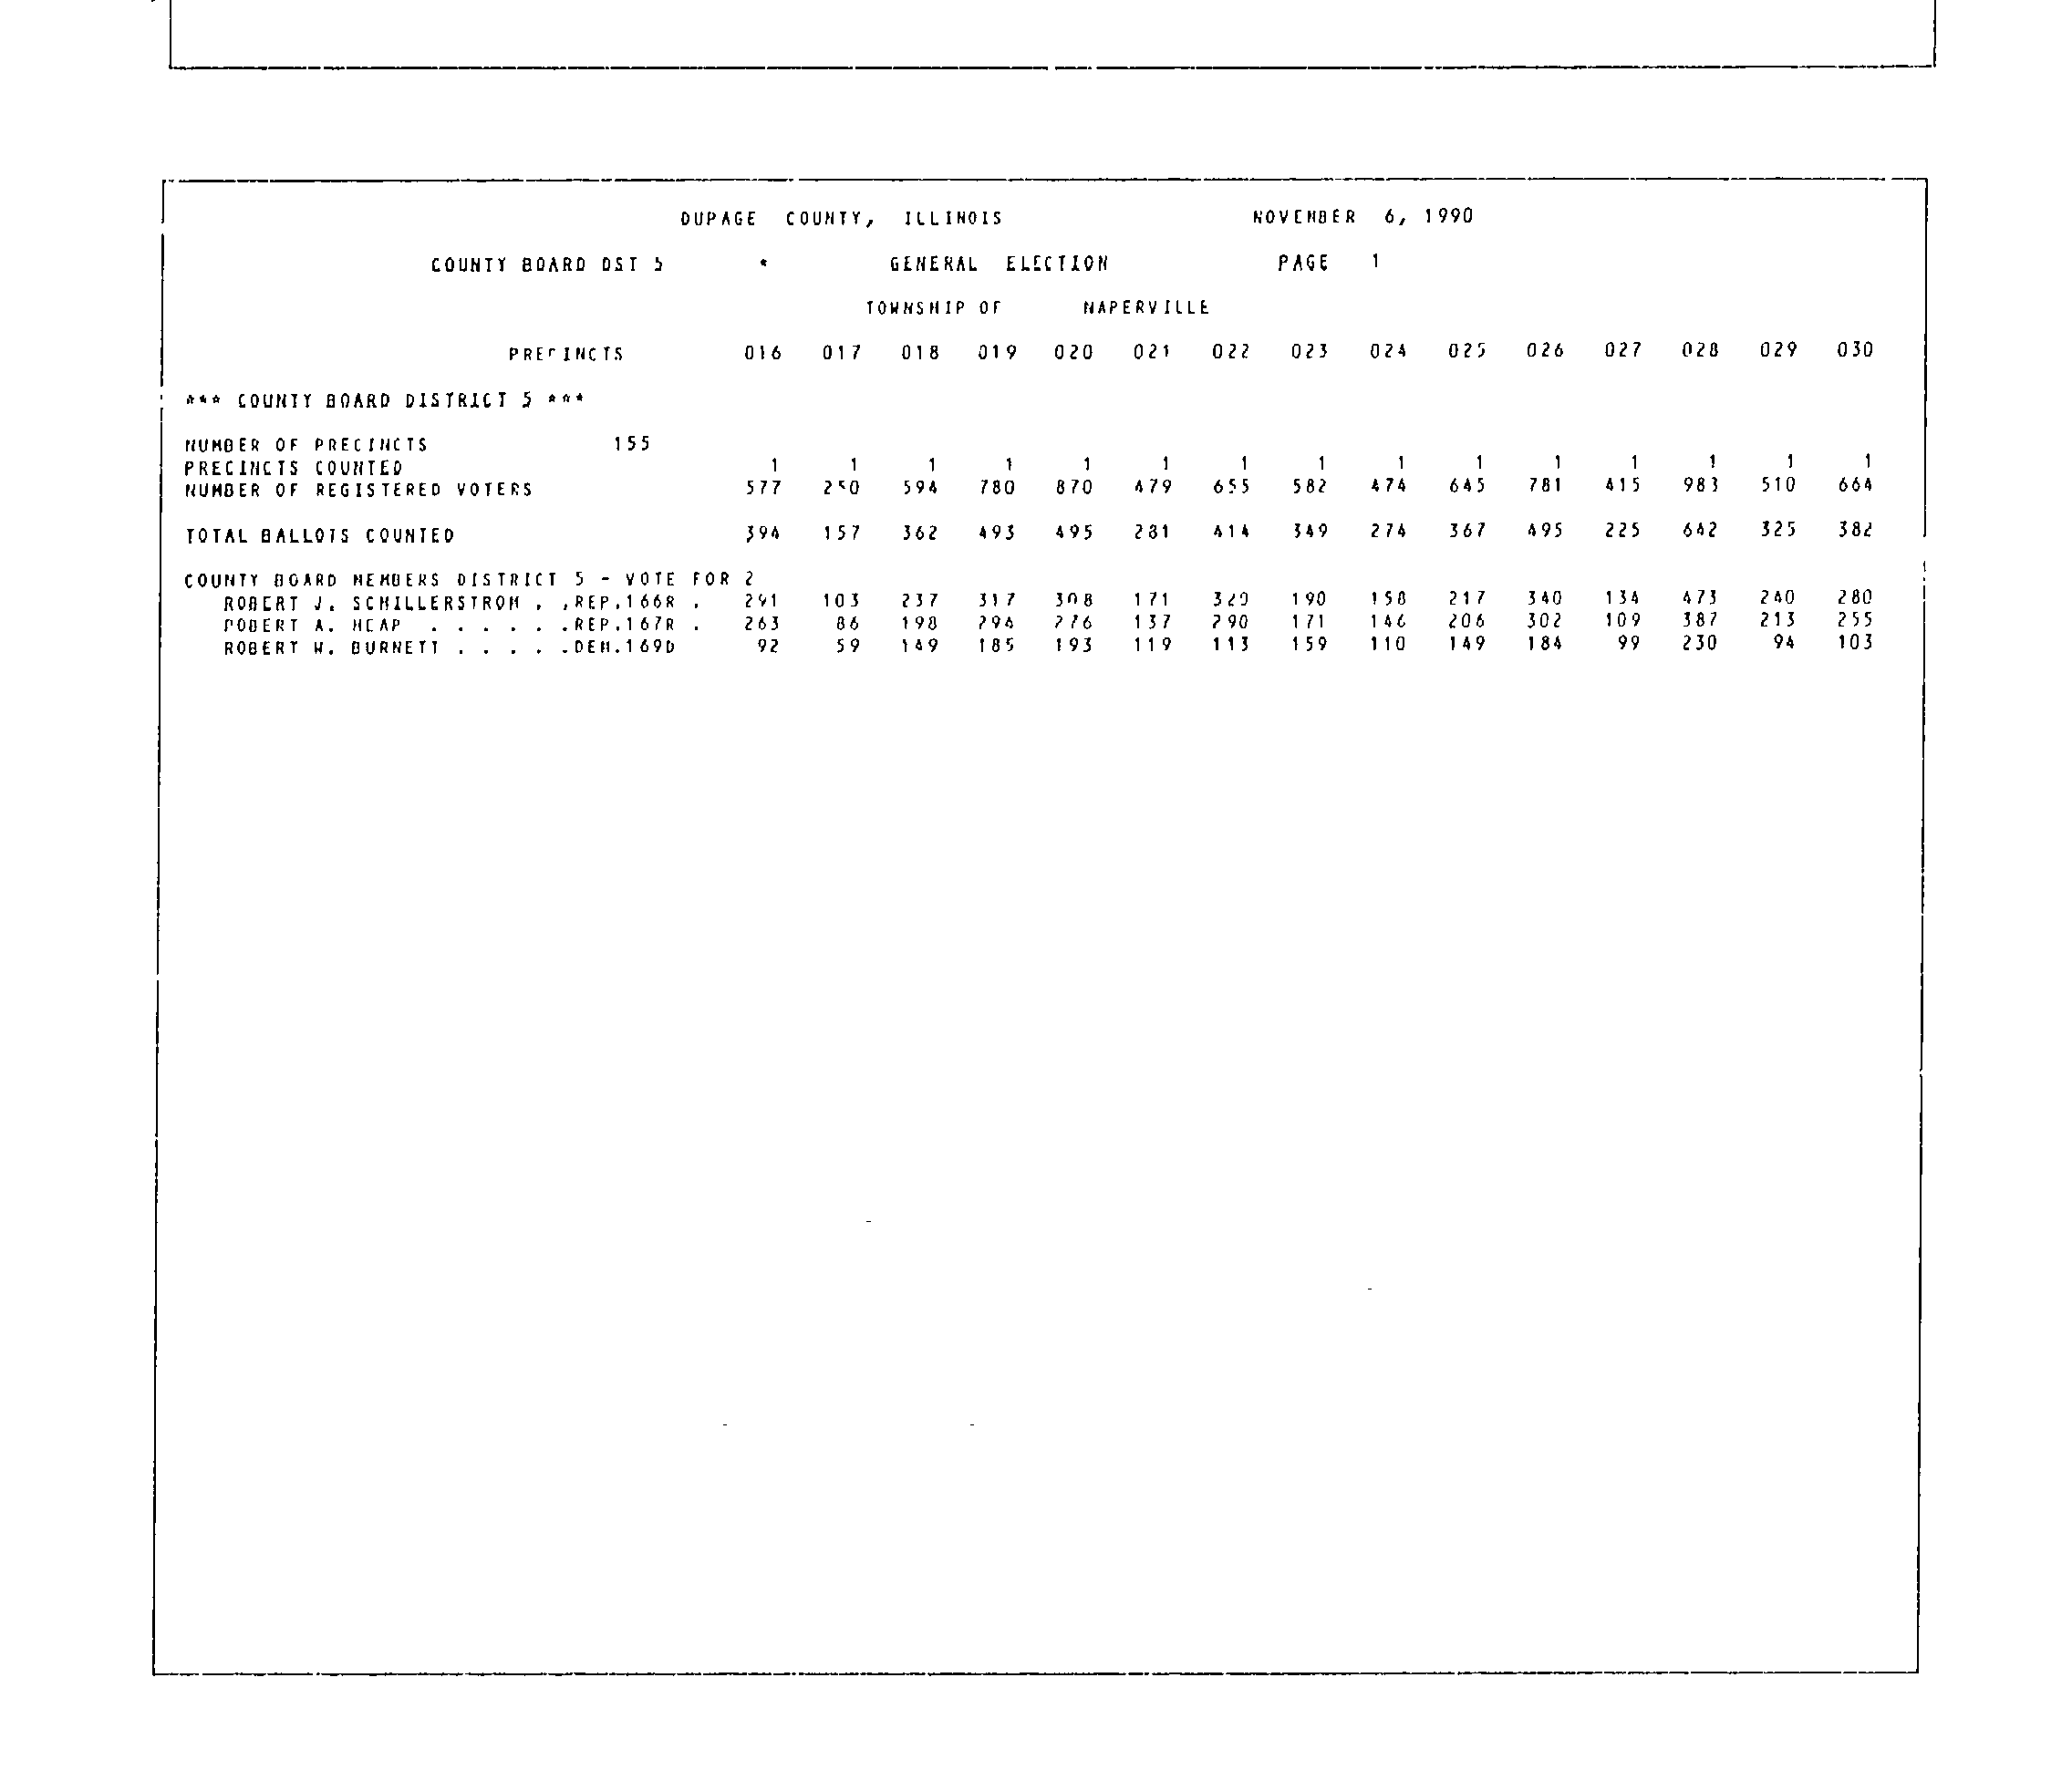 DUPAGE COUNTY, ILLINOIS NOVEMBER 6, 1990
COUNTY BOARD DST 5 * GENERAL ELECTION PAGE 1
TOWNSHIP OF NAPERVILLE
PRECINCTS 016 017 018 019 020 021 022 023 024 025 026 027 028 029 030
*** COUNTY BOARD DISTRICT 5 ***
NUMBER OF PRECINCTS 155
PRECINCTS COUNTED 1 1 1 1 1 1 1 1 1 1 1 1 1 1 1
NUMBER OF REGISTERED VOTERS 577 250 594 780 870 479 655 582 474 645 781 415 983 510 664
TOTAL BALLOTS COUNTED 394 157 362 493 495 281 414 349 274 367 495 225 642 325 382
COUNTY BOARD MEMBERS DISTRICT 5 - VOTE FOR 2
ROBERT J. SCHILLERSTROM . .REP.166R . 291 103 237 317 308 171 190 158 217 340 134 473 240 280
ROBERT A. HEAP . . . . . .REP.167R . 263 86 198 294 276 137 290 171 146 206 302 109 387 213 255
ROBERT W. BURNETT . . . . .DEM.169D 92 59 149 185 193 119 113 159 110 149 184 99 230 94 103